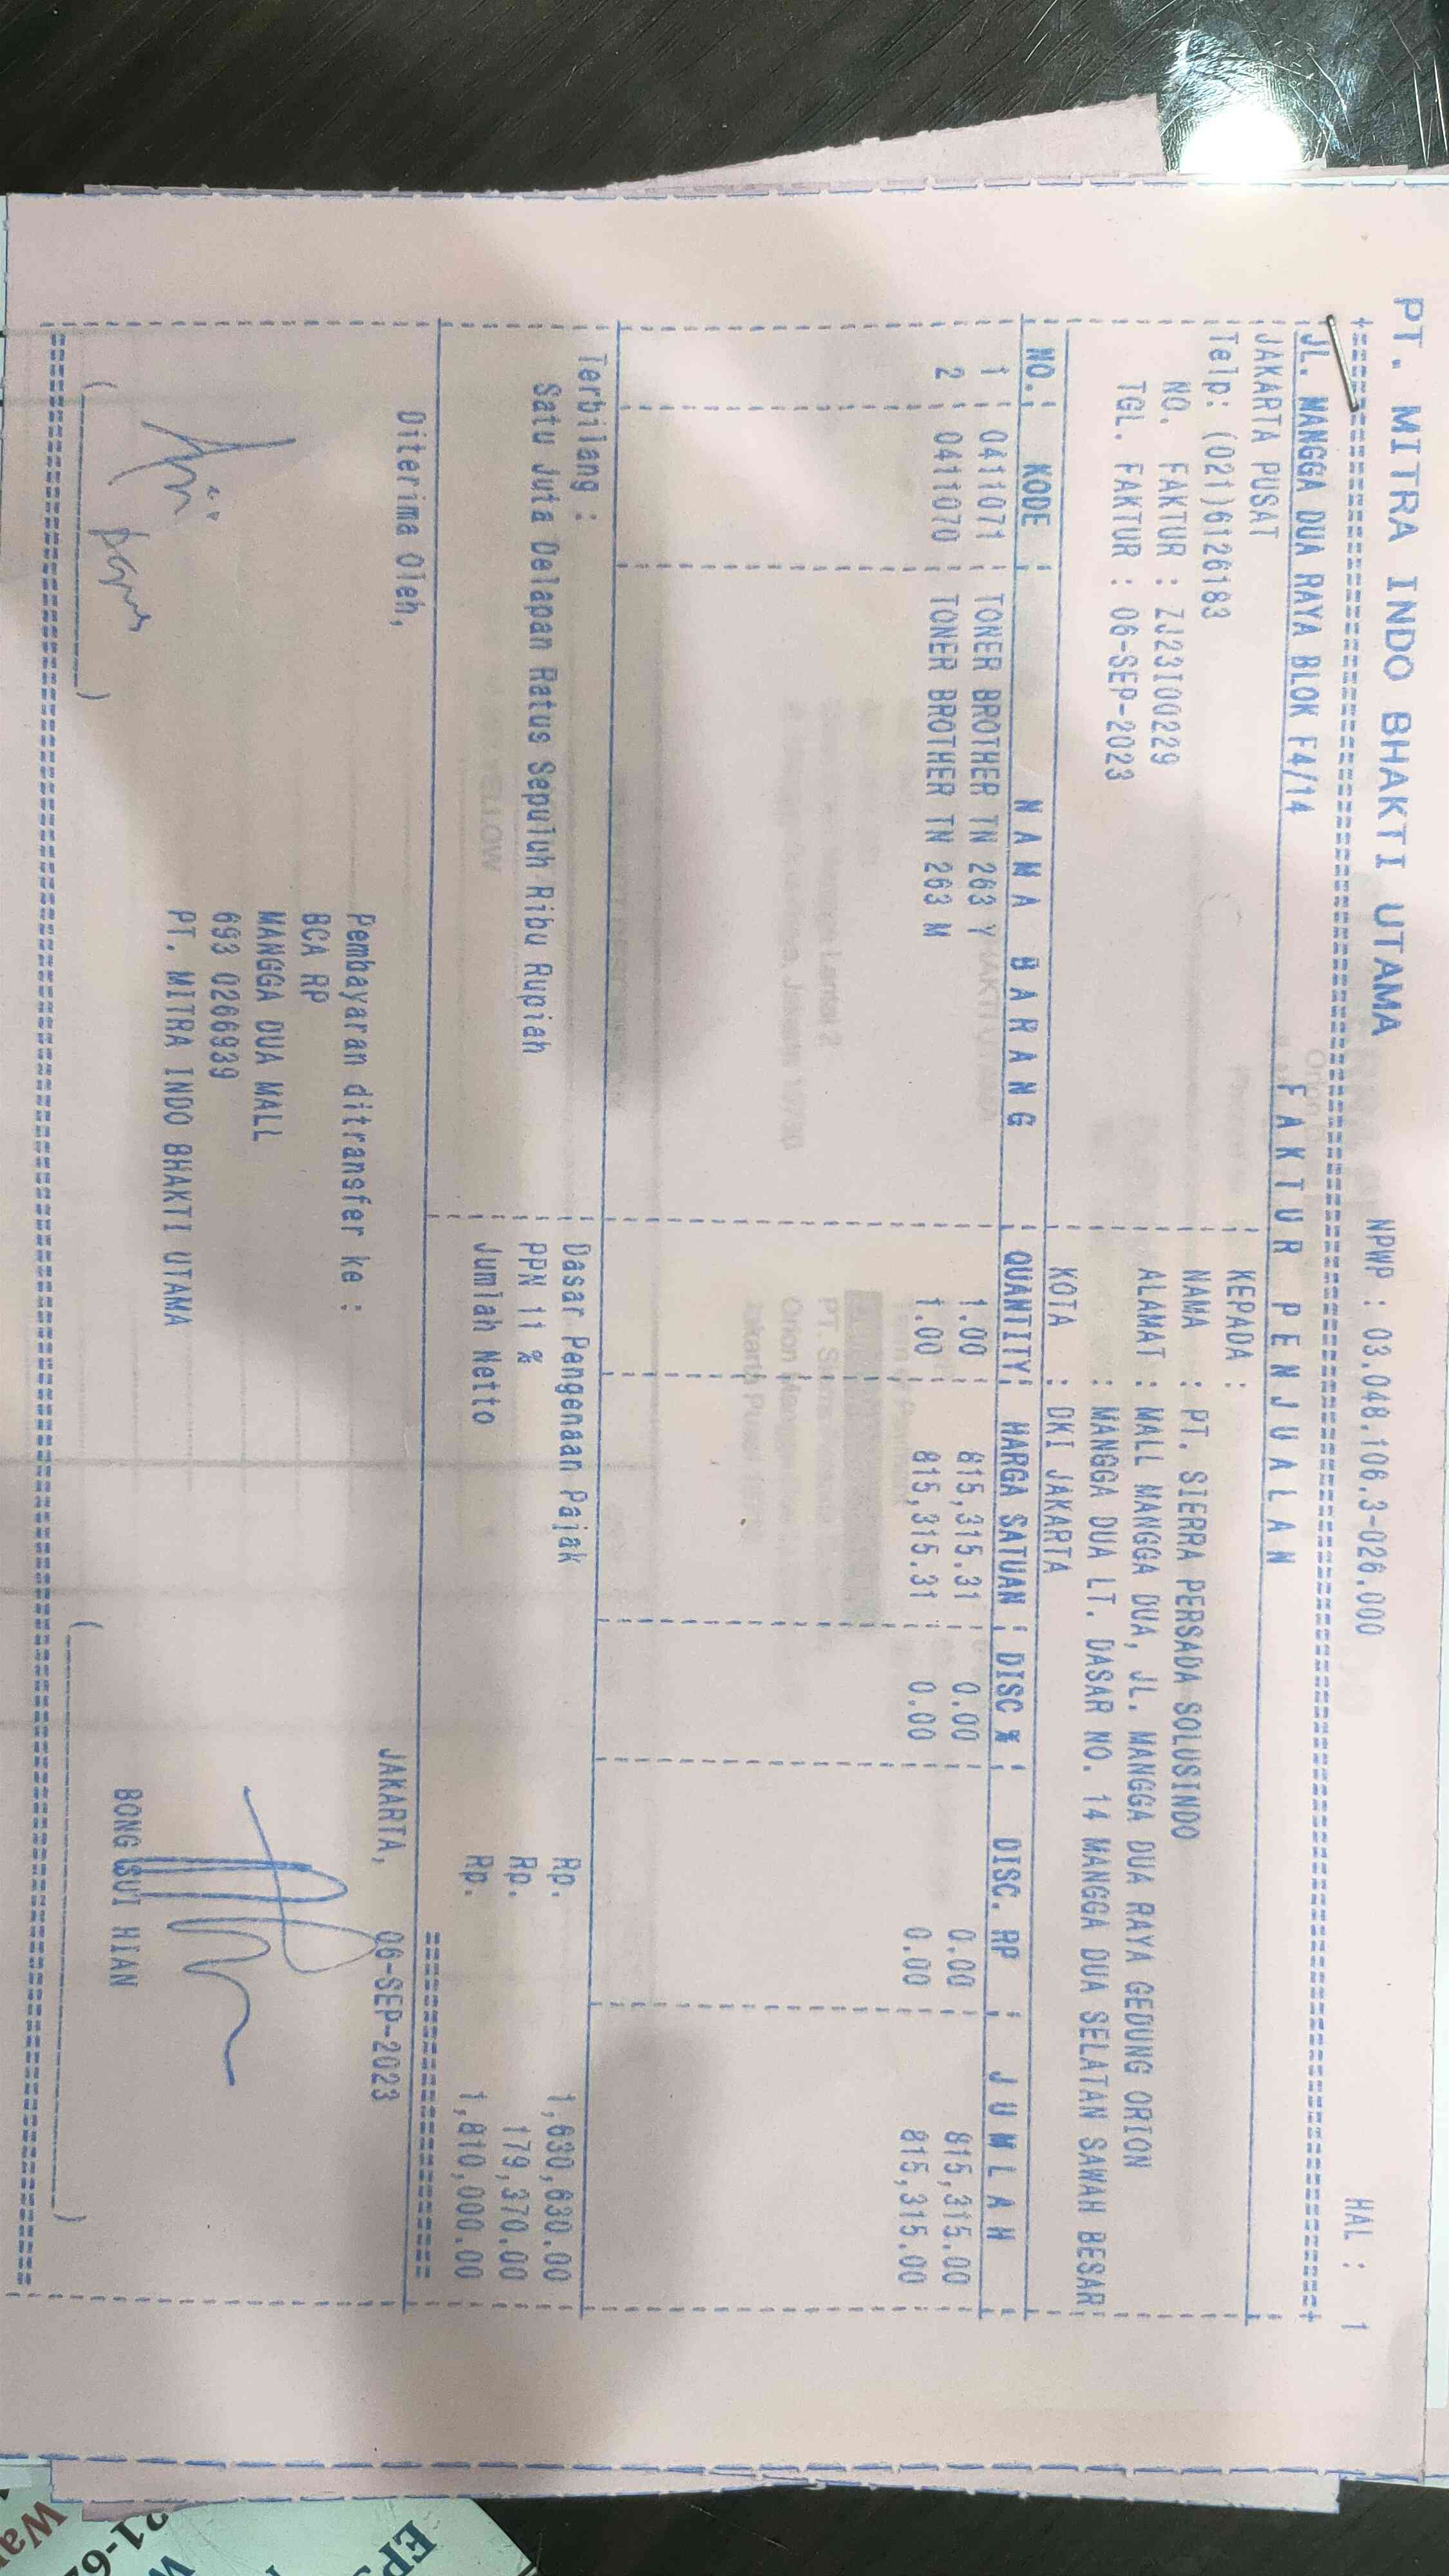 PT. MITRA INDO BHAKTI UTAMA NPWP : 03.048.106.3-026.000 HAL : 1
JL. MANGGA DUA RAYA BLOK F4/14 FAKTUR PENJUALAN
JAKARTA PUSAT
Telp: (021)6126183 KEPADA :
NO. FAKTUR : ZJ23100229 NAMA : PT. SIERRA PERSADA SOLUSINDO
TGL. FAKTUR : 06-SEP-2023 ALAMAT : MALL MANGGA DUA, JL. MANGGA DUA RAYA GEDUNG ORION
: MANGGA DUA LT. DASAR NO. 14 MANGGA DUA SELATAN SAWAH BESAR
KOTA : DKI JAKARTA
NO. KODE NAMA BARANG QUANTITY HARGA SATUAN DISC % DISC. RP JUMLAH
1 0411071 TONER BROTHER TN 263 Y 1.00 815,315.31 0.00 0.00 815,315.00
2 0411070 TONER BROTHER TN 263 M 1.00 815,315.31 0.00 0.00 815,315.00
Terbilang : Dasar Pengenaan Pajak Rp. 1,630,630.00
Satu Juta Delapan Ratus Sepuluh Ribu Rupiah PPN 11 % Rp. 179,370.00
Jumlah Netto Rp. 1,810,000.00
Diterima Oleh, JAKARTA, 06-SEP-2023
Pembayaran ditransfer ke :
BCA RP
MANGGA DUA MALL
693 0266939
PT. MITRA INDO BHAKTI UTAMA
BONG SUI HIAN
YELLOW